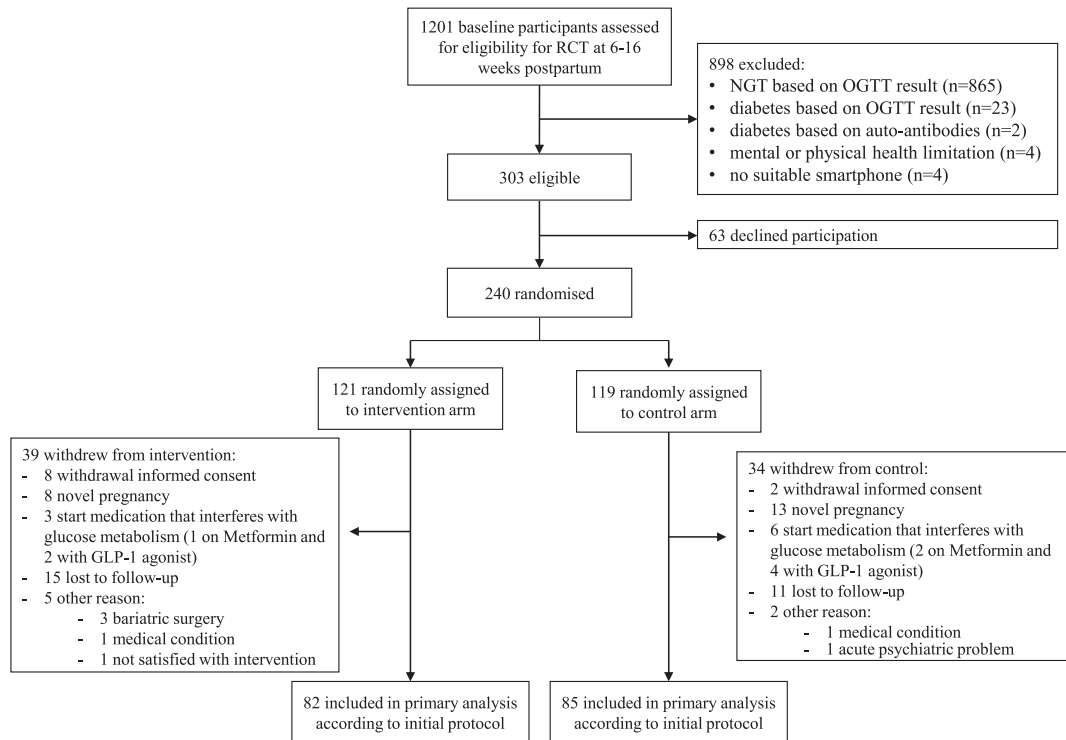 1201 baseline participants assessed
for eligibility for RCT at 6-16
weeks postpartum
898 excluded:
• NGT based on OGTT result (n=865)
• diabetes based on OGTT result (n=23)
• diabetes based on auto-antibodies (n=2)
• mental or physical health limitation (n=4)
• no suitable smartphone (n=4)
303 eligible
63 declined participation
240 randomised
121 randomly assigned
to intervention arm
119 randomly assigned
to control arm
39 withdrew from intervention:
- 8 withdrawal informed consent
- 8 novel pregnancy
- 3 start medication that interferes with
glucose metabolism (1 on Metformin and
2 with GLP-1 agonist)
- 15 lost to follow-up
- 5 other reason:
- 3 bariatric surgery
- 1 medical condition
- 1 not satisfied with intervention
34 withdrew from control:
- 2 withdrawal informed consent
- 13 novel pregnancy
- 6 start medication that interferes with
glucose metabolism (2 on Metformin and
4 with GLP-1 agonist)
- 11 lost to follow-up
- 2 other reason:
- 1 medical condition
- 1 acute psychiatric problem
82 included in primary analysis
according to initial protocol
85 included in primary analysis
according to initial protocol